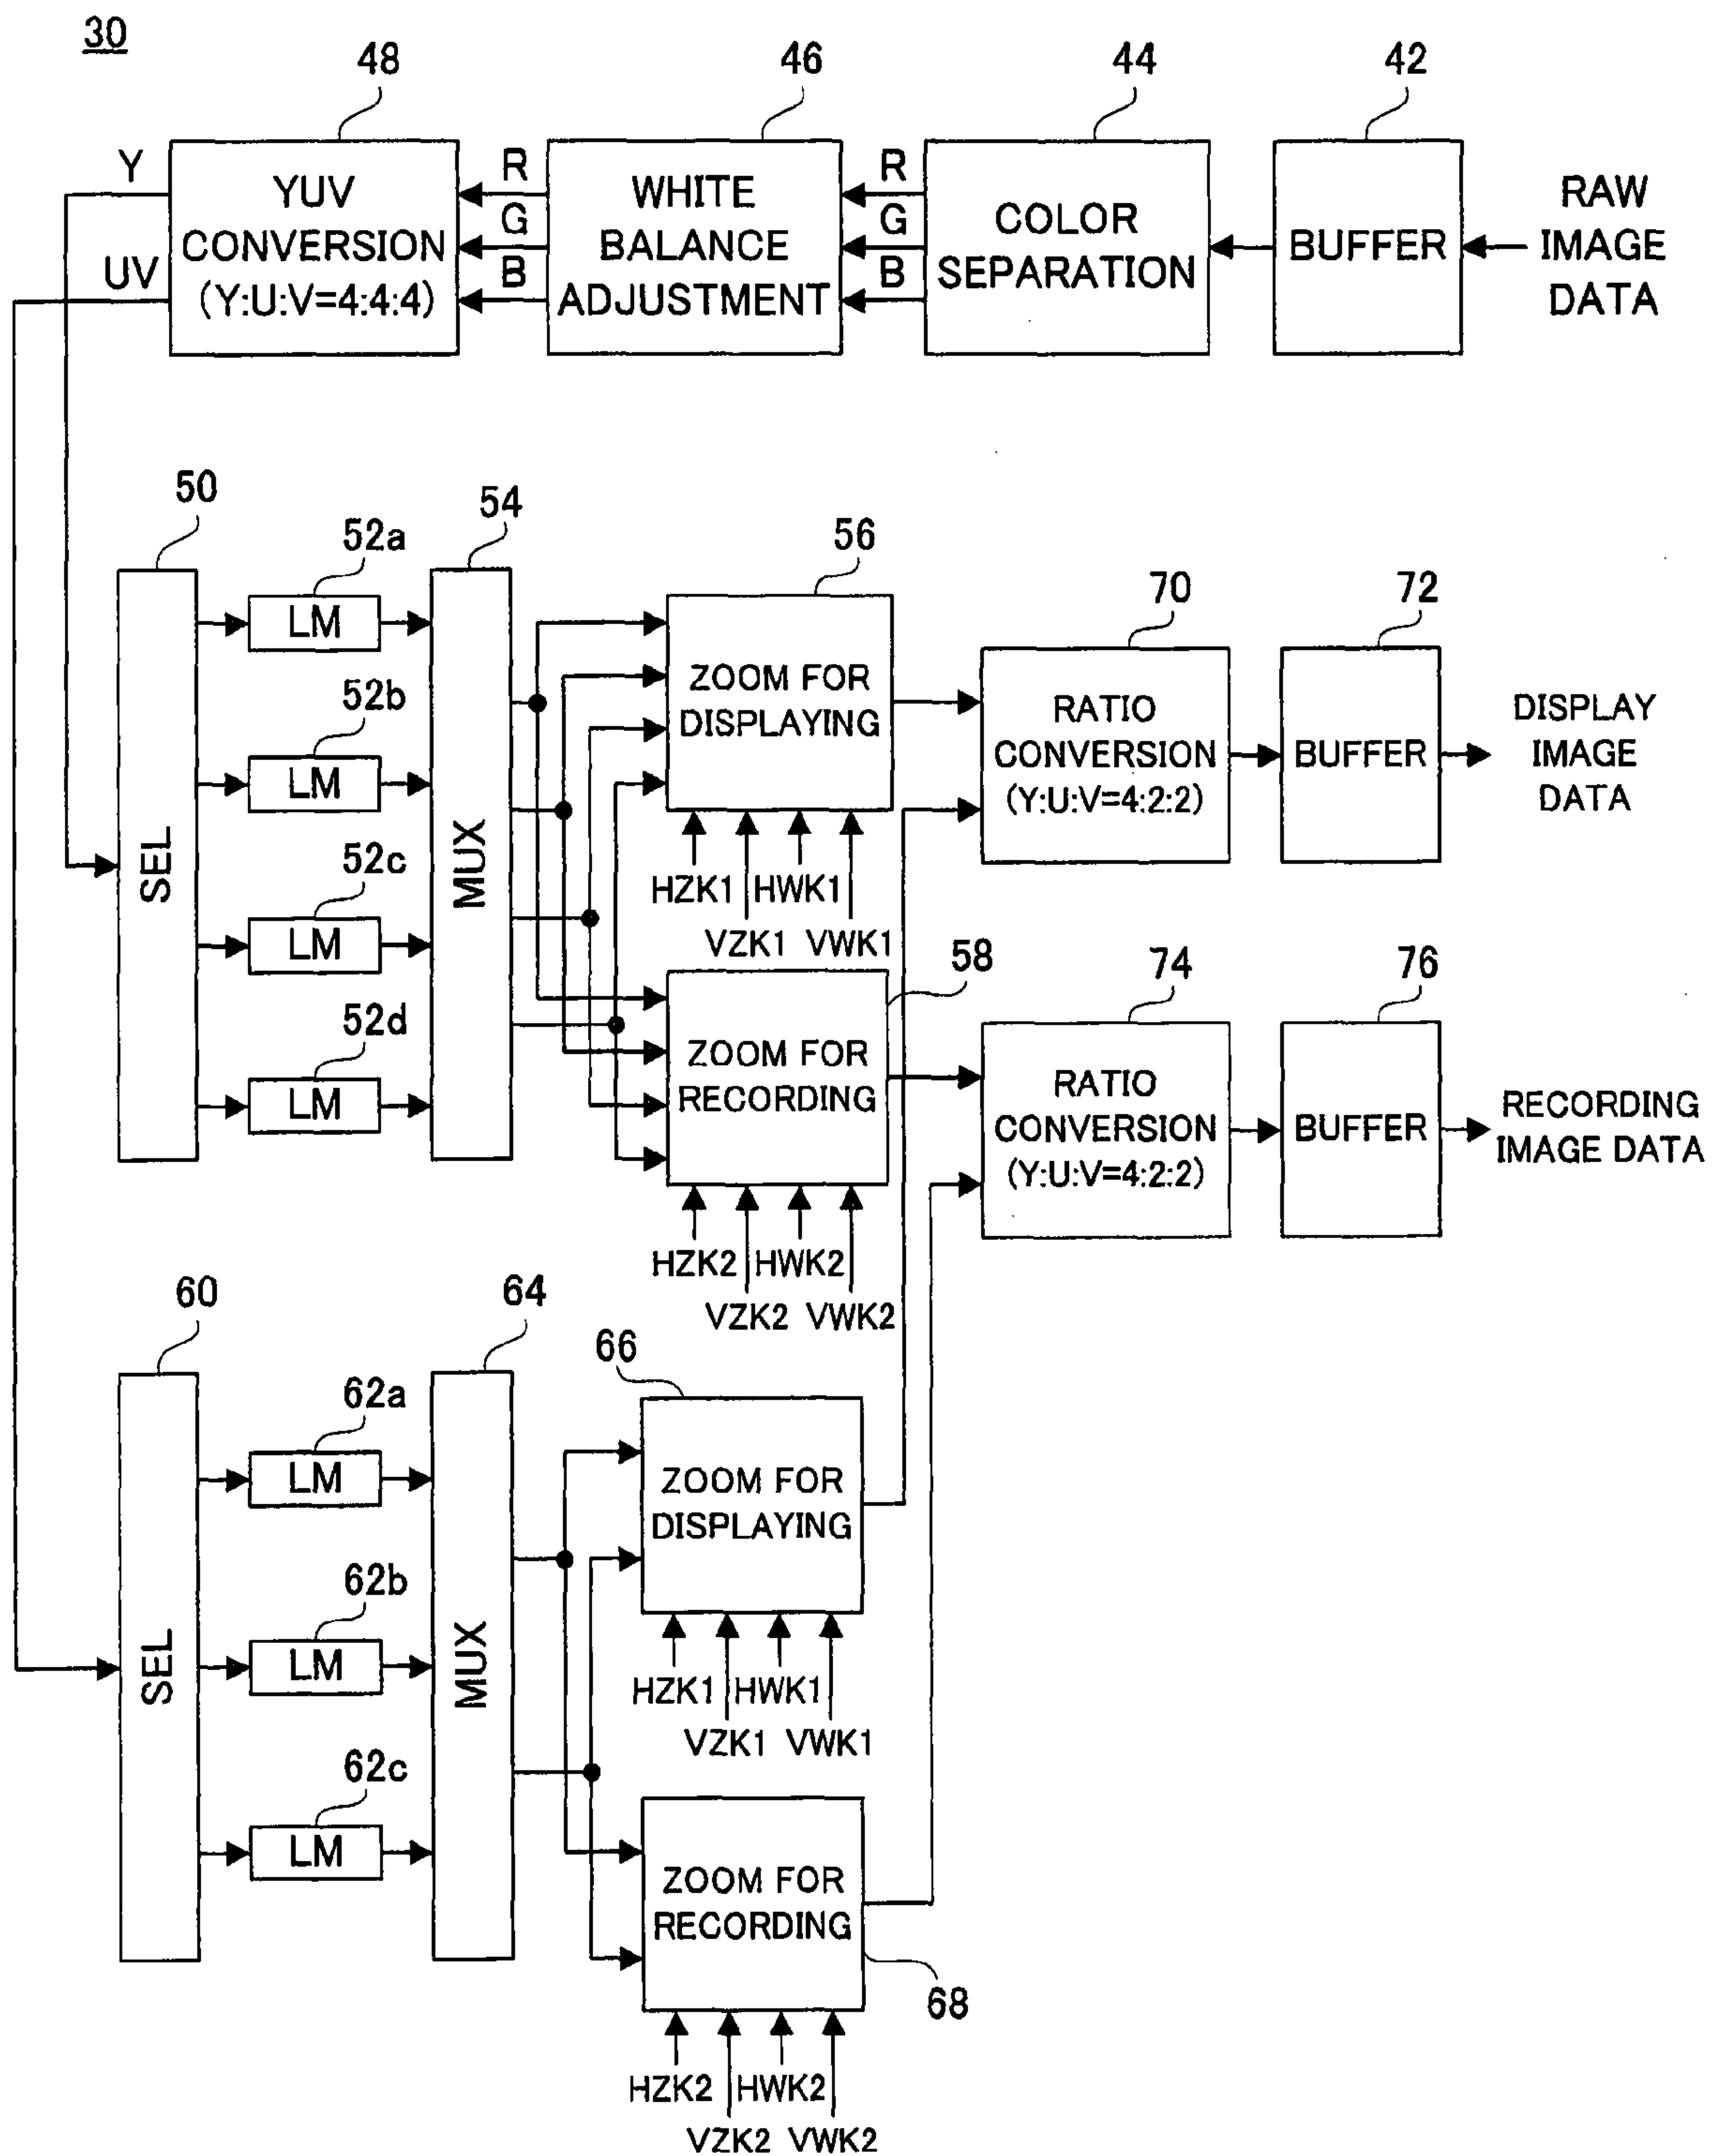 30
48
46
44
42
Y
UV
YUV
CONVERSION
(Y:U:V=4:4:4)
R
G
B
WHITE
BALANCE
ADJUSTMENT
R
G
B
COLOR
SEPARATION
BUFFER
RAW
IMAGE
DATA
50
52a
54
56
70
72
LM
52b
LM
52c
LM
52d
LM
SEL
MUX
ZOOM FOR
DISPLAYING
HZK1
HWK1
VZK1
VWK1
RATIO
CONVERSION
(Y:U:V=4:2:2)
BUFFER
DISPLAY
IMAGE
DATA
58
74
76
ZOOM FOR
RECORDING
HZK2
HWK2
VZK2
VWK2
RATIO
CONVERSION
(Y:U:V=4:2:2)
BUFFER
RECORDING
IMAGE DATA
60
62a
64
66
LM
62b
LM
62c
LM
SEL
MUX
ZOOM FOR
DISPLAYING
HZK1
HWK1
VZK1
VWK1
ZOOM FOR
RECORDING
68
HZK2
HWK2
VZK2
VWK2